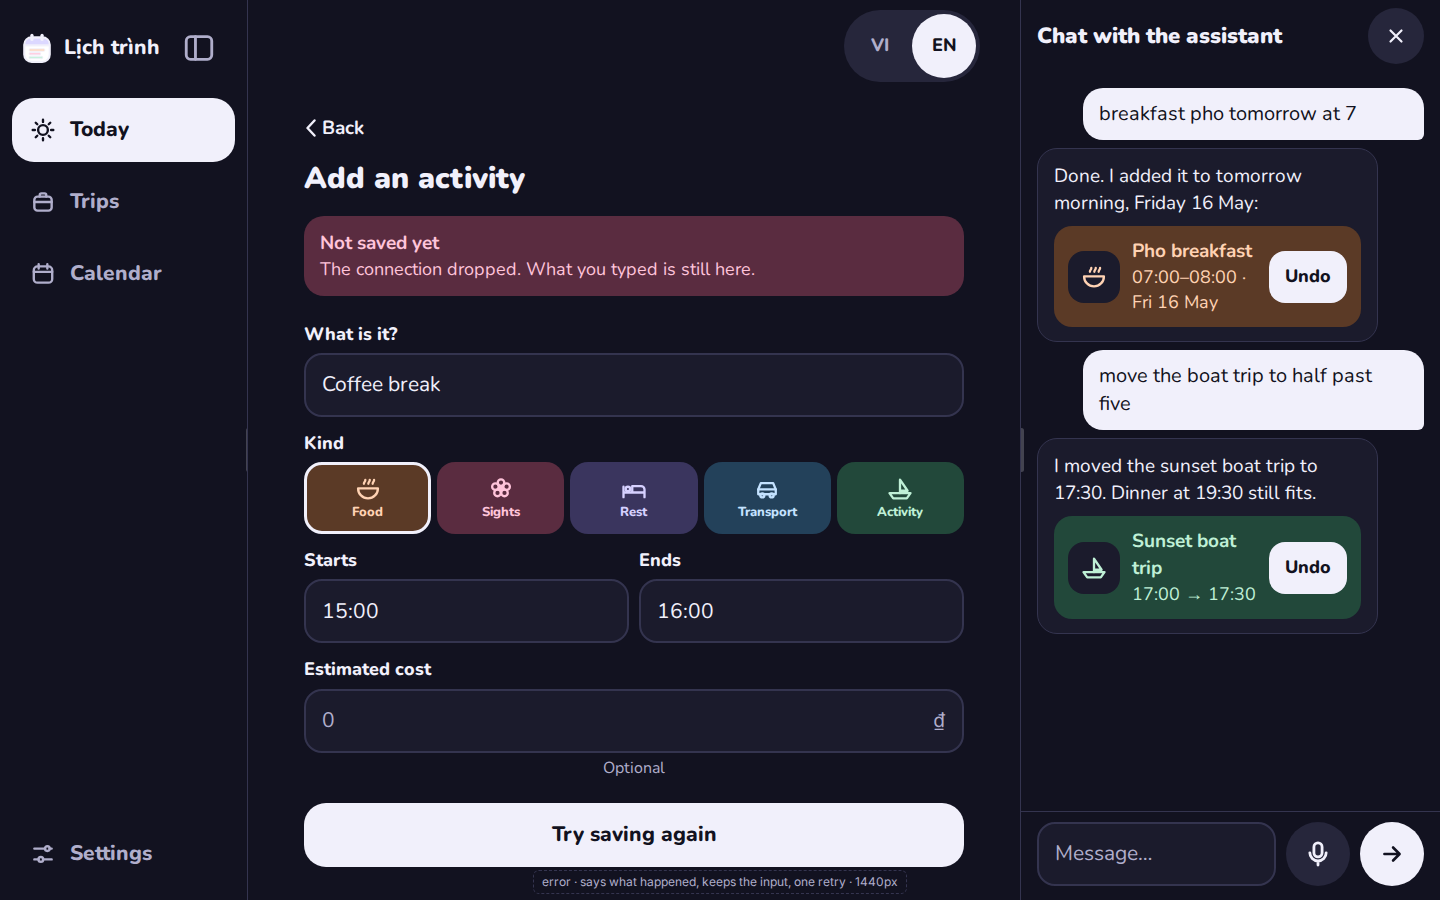 Lịch trình
Today
Trips
Calendar
Settings
VI
EN
Back
Add an activity
Not saved yet
The connection dropped. What you typed is still here.
What is it?
Coffee break
Kind
Food
Sights
Rest
Transport
Activity
Starts
Ends
15:00
16:00
Estimated cost
0
₫
Optional
Try saving again
error · says what happened, keeps the input, one retry · 1440px
Chat with the assistant
breakfast pho tomorrow at 7
Done. I added it to tomorrow
morning, Friday 16 May:
Pho breakfast
07:00–08:00 ·
Fri 16 May
Undo
move the boat trip to half past
five
I moved the sunset boat trip to
17:30. Dinner at 19:30 still fits.
Sunset boat
trip
17:00 → 17:30
Undo
Message...